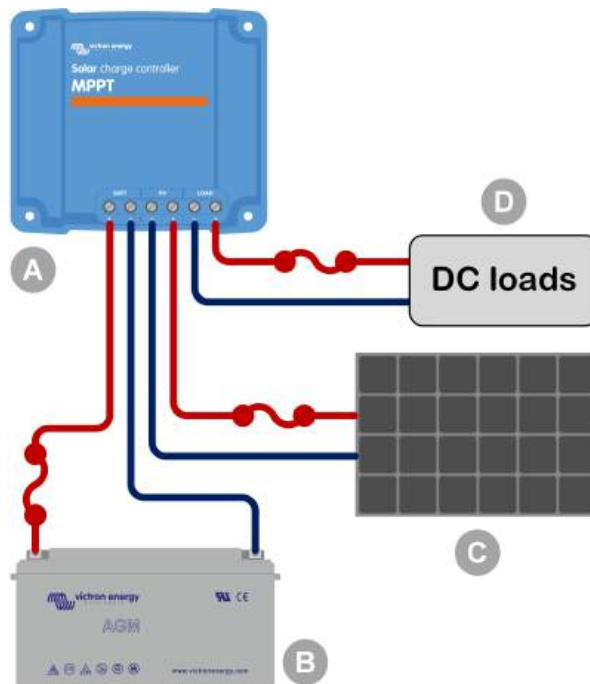 victron energy
Solar charge controller
MPPT
BATT PV LOAD
A
D
DC loads
C
victron energy
AGM
www.victronenergy.com
B